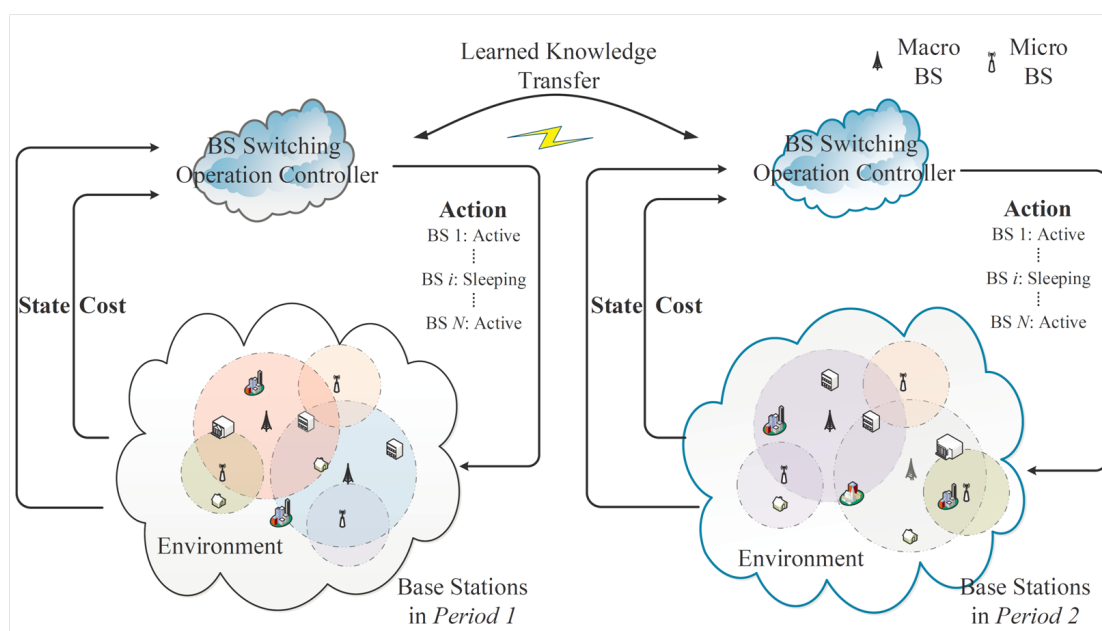 Learned Knowledge
Transfer
Macro
BS
Micro
BS
BS Switching
Operation Controller
Action
BS 1: Active
BS i: Sleeping
BS N: Active
State
Cost
Environment
Base Stations
in Period 1
BS Switching
Operation Controller
Action
BS 1: Active
BS i: Sleeping
BS N: Active
State
Cost
Environment
Base Stations
in Period 2